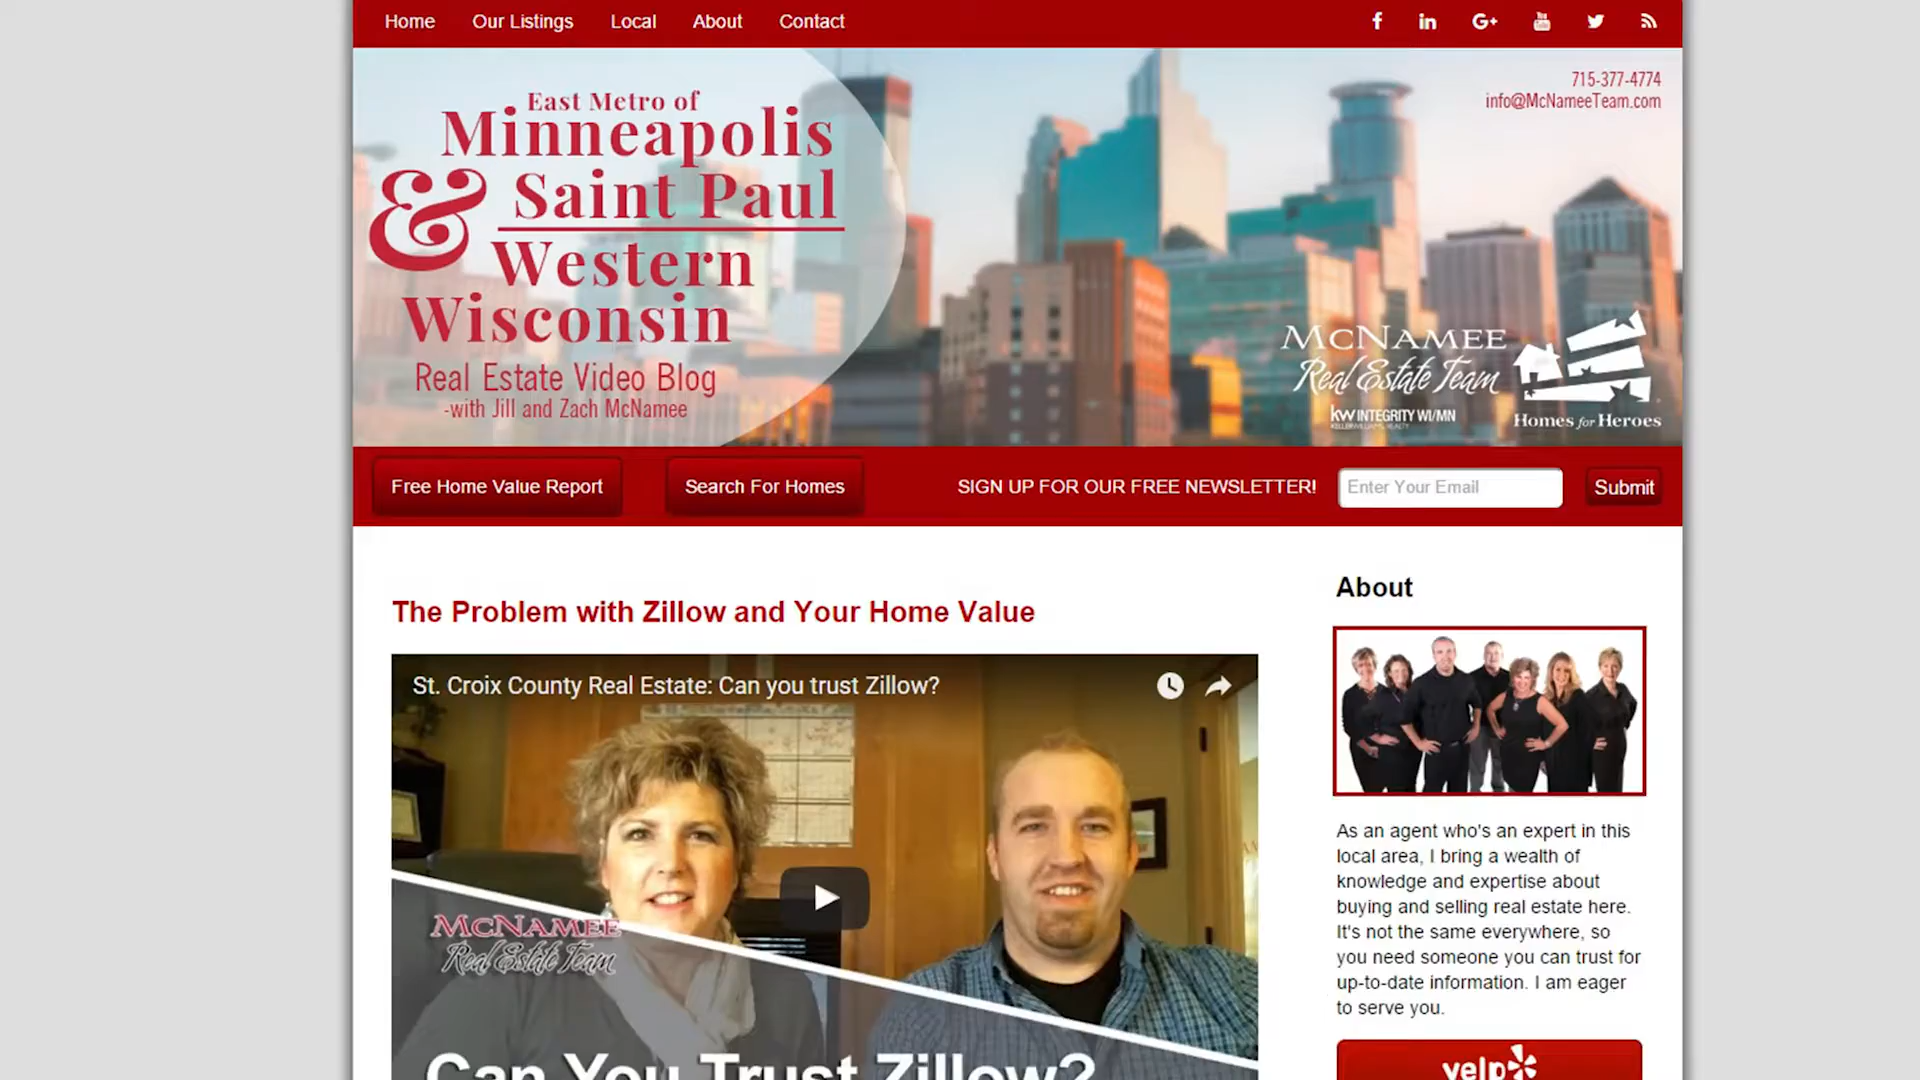 Home Our Listings Local About Contact
715-377-4774
info@McNameeTeam.com
East Metro of
Minneapolis
& Saint Paul
Western
Wisconsin
Real Estate Video Blog
-with Jill and Zach McNamee
McNamee
Real Estate Team
kw INTEGRITY WI/MN
KELLERWILLIAMS. REALTY
Homes for Heroes
Free Home Value Report Search For Homes SIGN UP FOR OUR FREE NEWSLETTER! Enter Your Email Submit
The Problem with Zillow and Your Home Value
St. Croix County Real Estate: Can you trust Zillow?
McNamee
Real Estate Team
Can You Trust Zillow?
About
As an agent who's an expert in this
local area, I bring a wealth of
knowledge and expertise about
buying and selling real estate here.
It's not the same everywhere, so
you need someone you can trust for
up-to-date information. I am eager
to serve you.
yelp